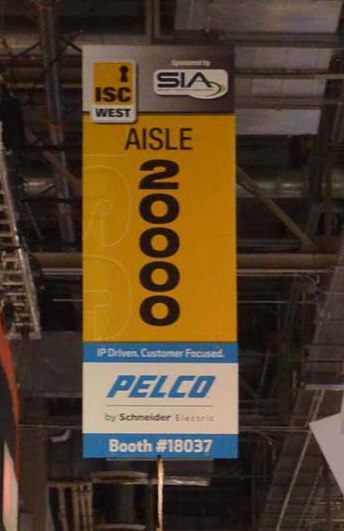 Sponsored by
SIA
ISC
WEST
AISLE
20000
IP Driven. Customer Focused.
PELCO
by Schneider Electric
Booth #18037